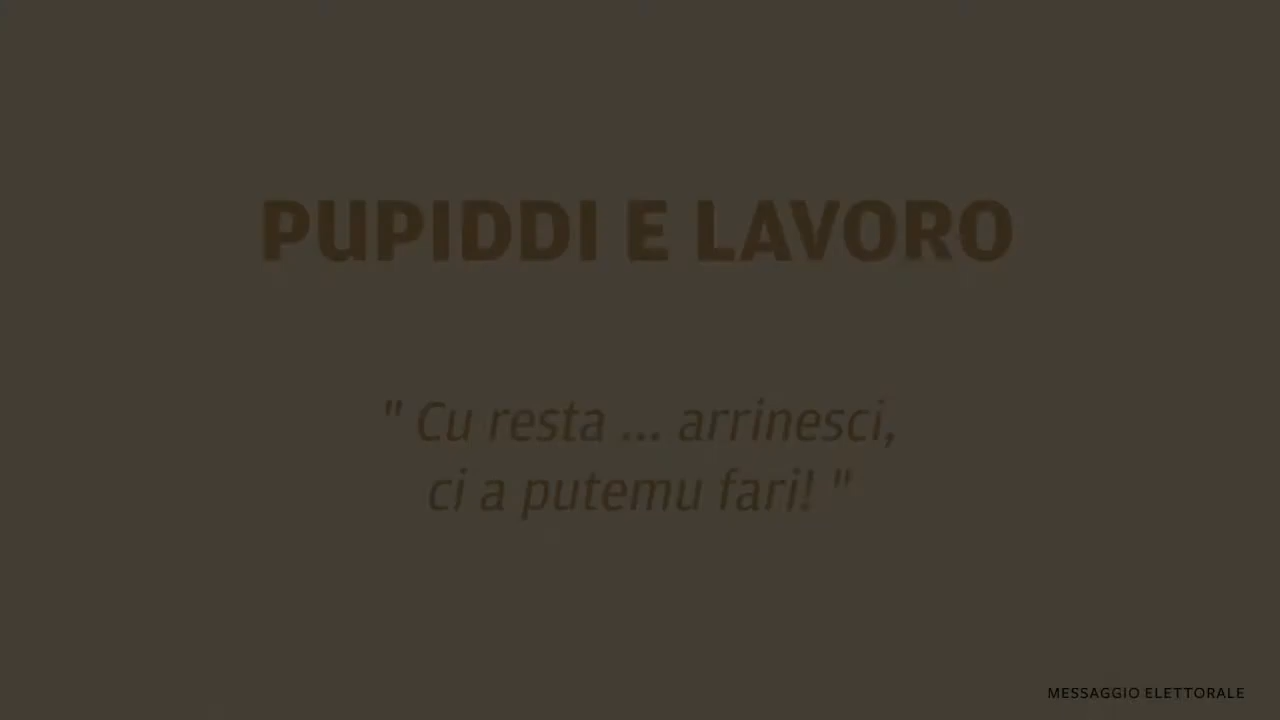 PUPIDDI E LAVORO
" Cu resta ... arrinesci,
ci a putemu fari! "
MESSAGGIO ELETTORALE